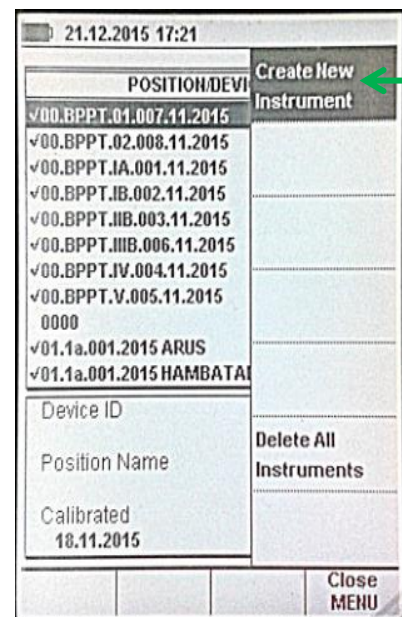 21.12.2015 17:21
POSITION/DEVI
√00.BPPT.01.007.11.2015
√00.BPPT.02.008.11.2015
√00.BPPT.IA.001.11.2015
√00.BPPT.IB.002.11.2015
√00.BPPT.IIB.003.11.2015
√00.BPPT.IIIB.006.11.2015
√00.BPPT.IV.004.11.2015
√00.BPPT.V.005.11.2015
0000
√01.1a.001.2015 ARUS
√01.1a.001.2015 HAMBATAI
Device ID
Position Name
Calibrated
18.11.2015
Create New
Instrument
Delete All
Instruments
Close
MENU